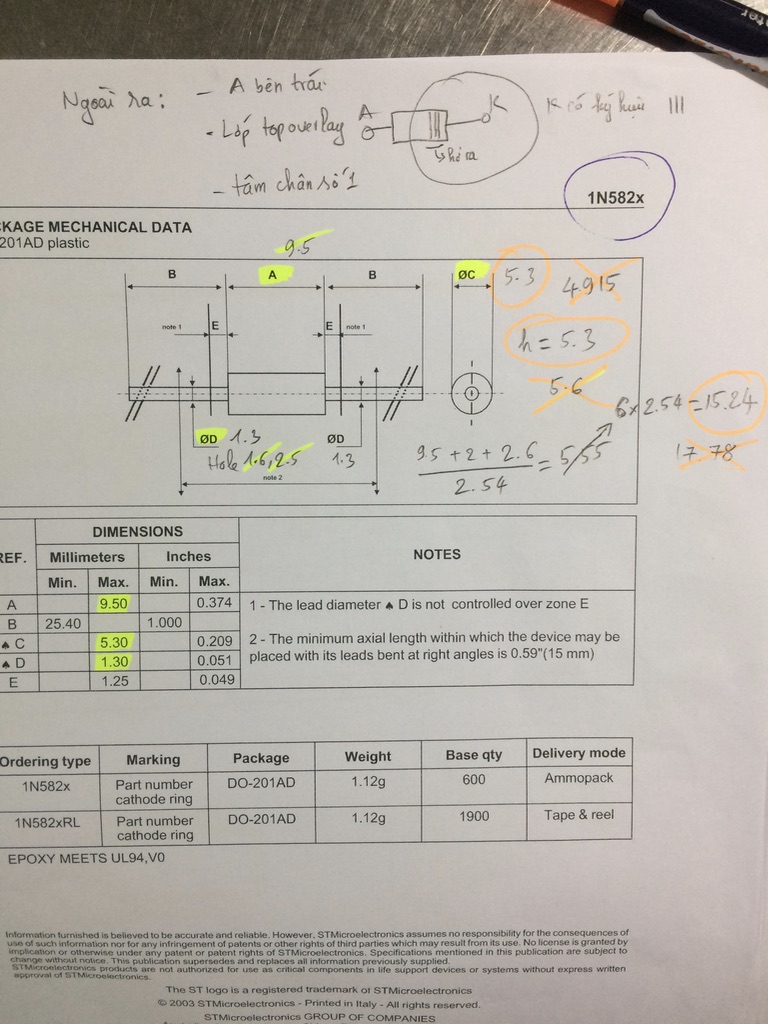 Ngoài ra: - A bên trái
- Lớp top overlay
A K
K có ký hiệu |||
- tâm chân số 1
1N582x
CKAGE MECHANICAL DATA
201AD plastic
9.5
B A B ØC 5.3 4.915
note 1 E E note 1
h = 5.3
5.6
6 x 2.54 = 15.24
ØD 1.3 ØD
Hole 1.6, 2.5 1.3
note 2
9.5 + 2 + 2.6 / 2.54 = 5,55
17.78
REF. DIMENSIONS NOTES
Millimeters Inches
Min. Max. Min. Max.
A 9.50 0.374
B 25.40 1.000
♠ C 5.30 0.209
♠ D 1.30 0.051
E 1.25 0.049
1 - The lead diameter ♠ D is not controlled over zone E
2 - The minimum axial length within which the device may be
placed with its leads bent at right angles is 0.59"(15 mm)
Ordering type Marking Package Weight Base qty Delivery mode
1N582x Part number cathode ring DO-201AD 1.12g 600 Ammopack
1N582xRL Part number cathode ring DO-201AD 1.12g 1900 Tape & reel
EPOXY MEETS UL94,V0
Information furnished is believed to be accurate and reliable. However, STMicroelectronics assumes no responsibility for the consequences of
use of such information nor for any infringement of patents or other rights of third parties which may result from its use. No license is granted by
implication or otherwise under any patent or patent rights of STMicroelectronics. Specifications mentioned in this publication are subject to
change without notice. This publication supersedes and replaces all information previously supplied.
STMicroelectronics products are not authorized for use as critical components in life support devices or systems without express written
approval of STMicroelectronics.
The ST logo is a registered trademark of STMicroelectronics
© 2003 STMicroelectronics - Printed in Italy - All rights reserved.
STMicroelectronics GROUP OF COMPANIES